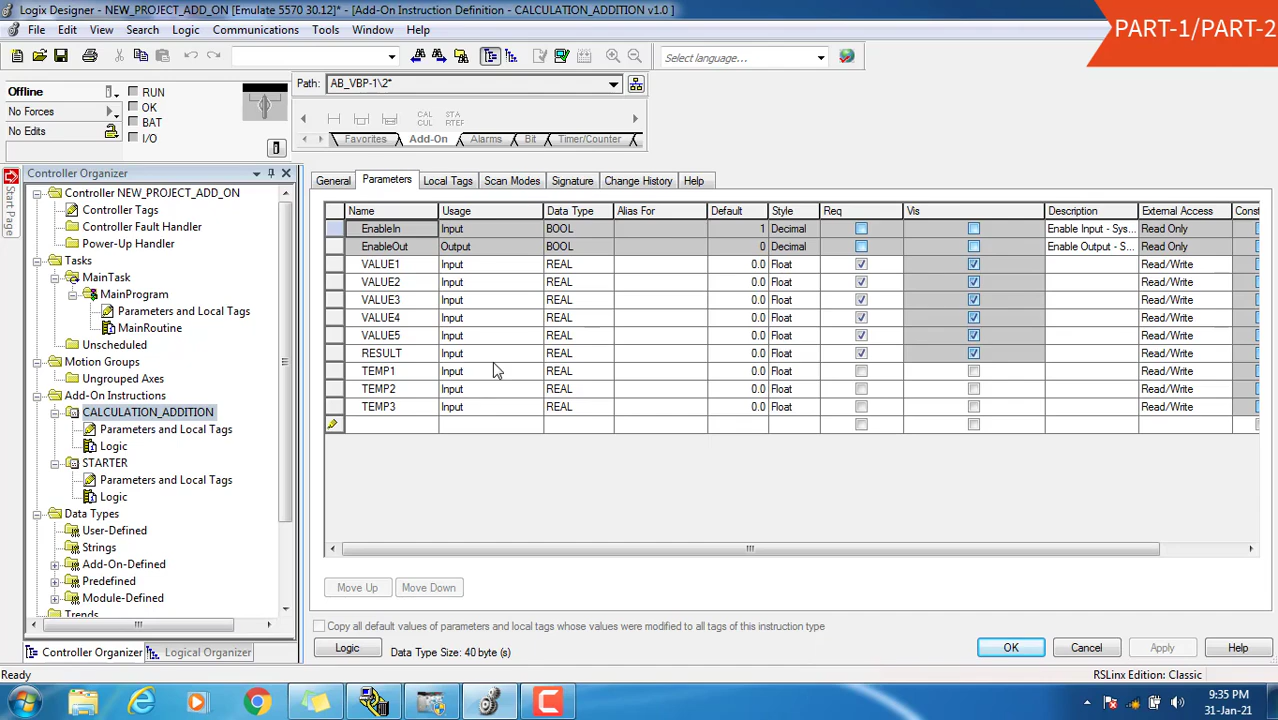 Logix Designer - NEW_PROJECT_ADD_ON [Emulate 5570 30.12]* - [Add-On Instruction Definition - CALCULATION_ADDITION v1.0 ]
PART-1/PART-2
File Edit View Search Logic Communications Tools Window Help
Select language...
Path: AB_VBP-1\2*
Offline RUN
No Forces OK
No Edits BAT
I/O
CAL CUL STA RTEF
Favorites Add-On Alarms Bit Timer/Counter
Start Page
Controller Organizer
Controller NEW_PROJECT_ADD_ON
Controller Tags
Controller Fault Handler
Power-Up Handler
Tasks
MainTask
MainProgram
Parameters and Local Tags
MainRoutine
Unscheduled
Motion Groups
Ungrouped Axes
Add-On Instructions
CALCULATION_ADDITION
Parameters and Local Tags
Logic
STARTER
Parameters and Local Tags
Logic
Data Types
User-Defined
Strings
Add-On-Defined
Predefined
Module-Defined
Trends
Controller Organizer Logical Organizer
General Parameters Local Tags Scan Modes Signature Change History Help
Name Usage Data Type Alias For Default Style Req Vis Description External Access Const
EnableIn Input BOOL 1 Decimal Enable Input - Sys... Read Only
EnableOut Output BOOL 0 Decimal Enable Output - S... Read Only
VALUE1 Input REAL 0.0 Float Read/Write
VALUE2 Input REAL 0.0 Float Read/Write
VALUE3 Input REAL 0.0 Float Read/Write
VALUE4 Input REAL 0.0 Float Read/Write
VALUE5 Input REAL 0.0 Float Read/Write
RESULT Input REAL 0.0 Float Read/Write
TEMP1 Input REAL 0.0 Float Read/Write
TEMP2 Input REAL 0.0 Float Read/Write
TEMP3 Input REAL 0.0 Float Read/Write
Move Up Move Down
Copy all default values of parameters and local tags whose values were modified to all tags of this instruction type
Logic Data Type Size: 40 byte (s) OK Cancel Apply Help
Ready RSLinx Edition: Classic
9:35 PM
31-Jan-21